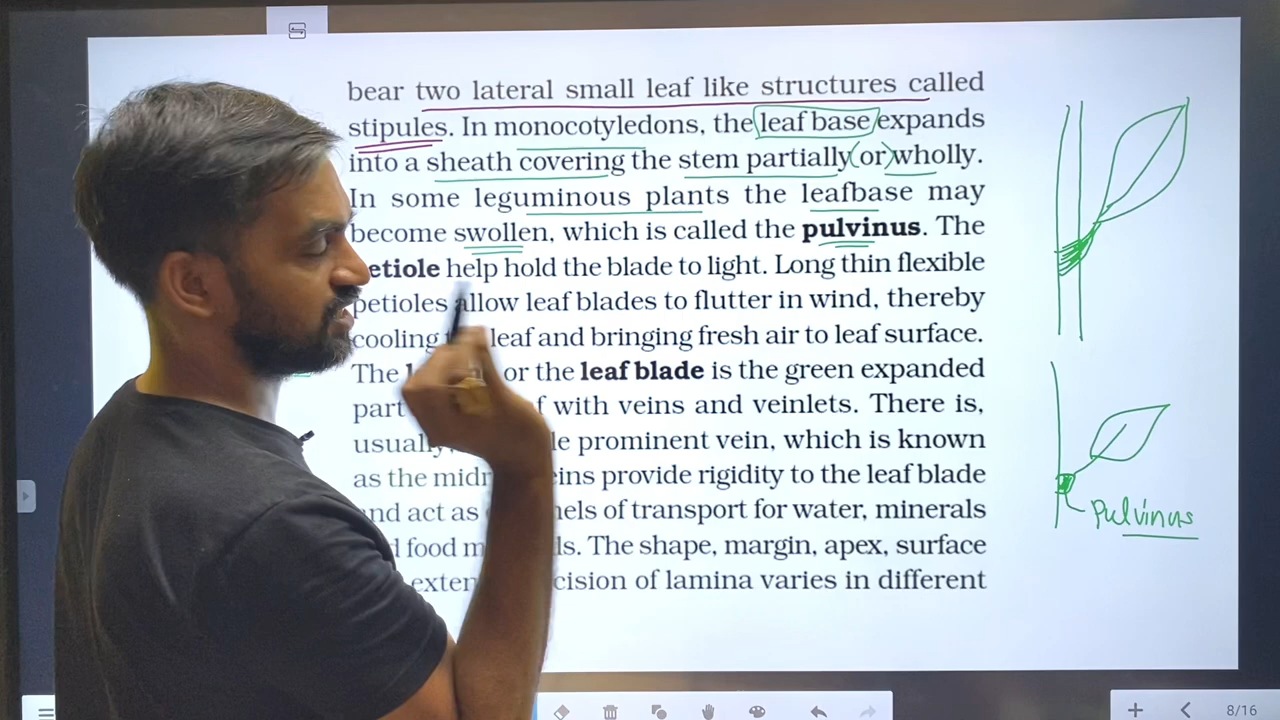 bear two lateral small leaf like structures called
stipules. In monocotyledons, the leaf base expands
into a sheath covering the stem partially or wholly.
In some leguminous plants the leafbase may
become swollen, which is called the pulvinus. The
etiole help hold the blade to light. Long thin flexible
petioles allow leaf blades to flutter in wind, thereby
cooling leaf and bringing fresh air to leaf surface.
The or the leaf blade is the green expanded
part f with veins and veinlets. There is,
usually, le prominent vein, which is known
as the midr eins provide rigidity to the leaf blade
nd act as nels of transport for water, minerals
d food m ls. The shape, margin, apex, surface
exten cision of lamina varies in different
Pulvinus
8/16